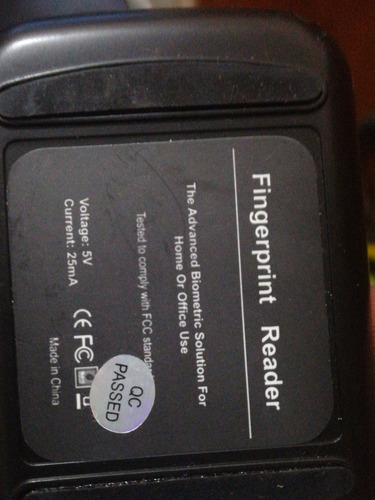 Fingerprint Reader
The Advanced Biometric Solution For
Home Or Office Use
Tested to comply with FCC
Voltage: 5V
Current: 25mA
CE FC
Made in China
QC
PASSED